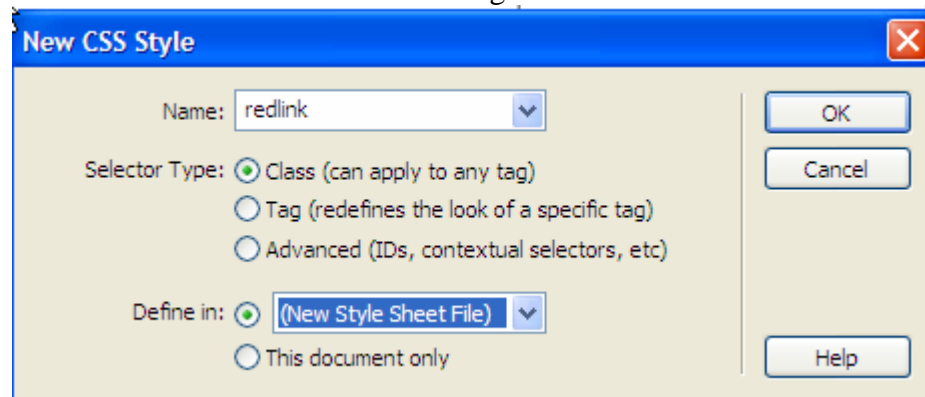 New CSS Style
Name: redlink
OK
Selector Type: Class (can apply to any tag)
Cancel
Tag (redefines the look of a specific tag)
Advanced (IDs, contextual selectors, etc)
Define in: (New Style Sheet File)
This document only
Help